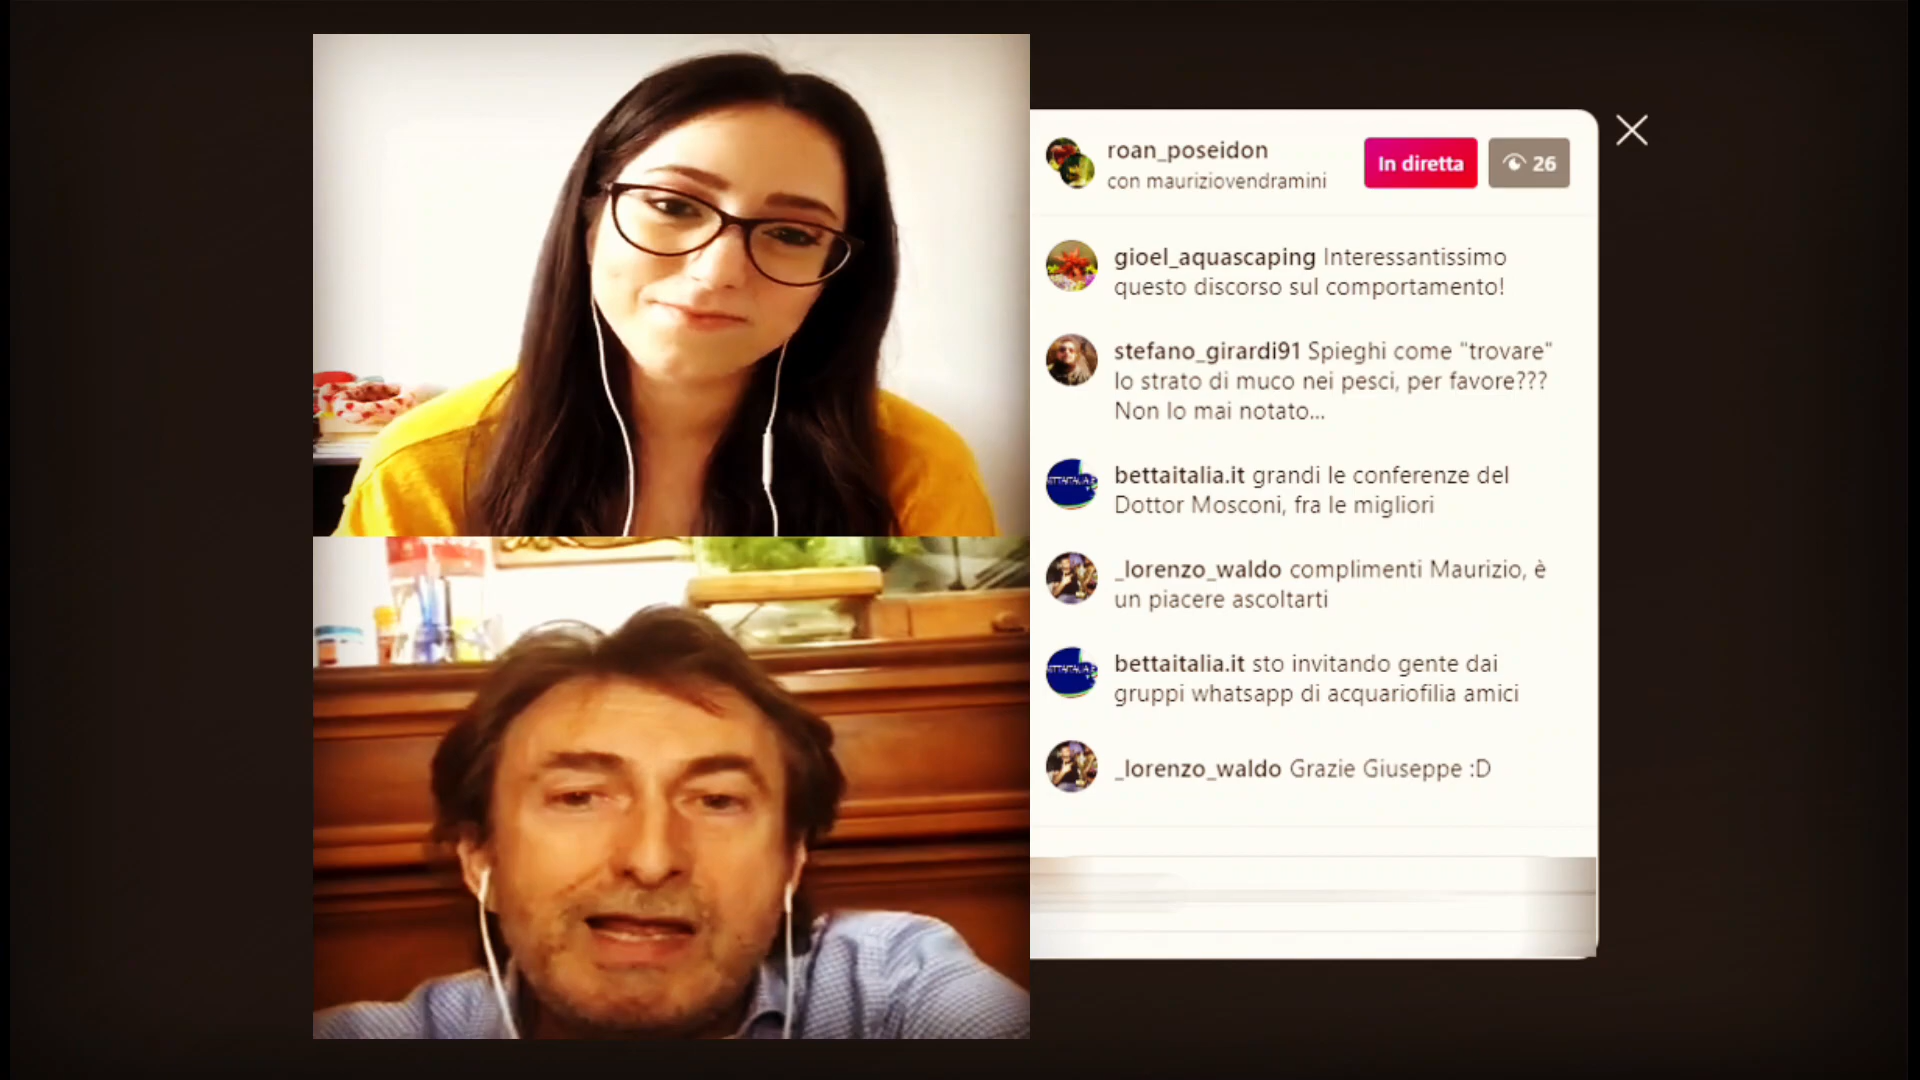 roan_poseidon
con mauriziovendramini
In diretta
26
gioel_aquascaping Interessantissimo
questo discorso sul comportamento!
stefano_girardi91 Spieghi come "trovare"
lo strato di muco nei pesci, per favore???
Non lo mai notato...
bettaitalia.it grandi le conferenze del
Dottor Mosconi, fra le migliori
_lorenzo_waldo complimenti Maurizio, è
un piacere ascoltarti
bettaitalia.it sto invitando gente dai
gruppi whatsapp di acquariofilia amici
_lorenzo_waldo Grazie Giuseppe :D